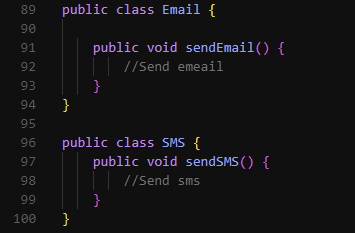 89 public class Email {
90
91 public void sendEmail() {
92 //Send emeail
93 }
94 }
95
96 public class SMS {
97 public void sendSMS() {
98 //Send sms
99 }
100 }